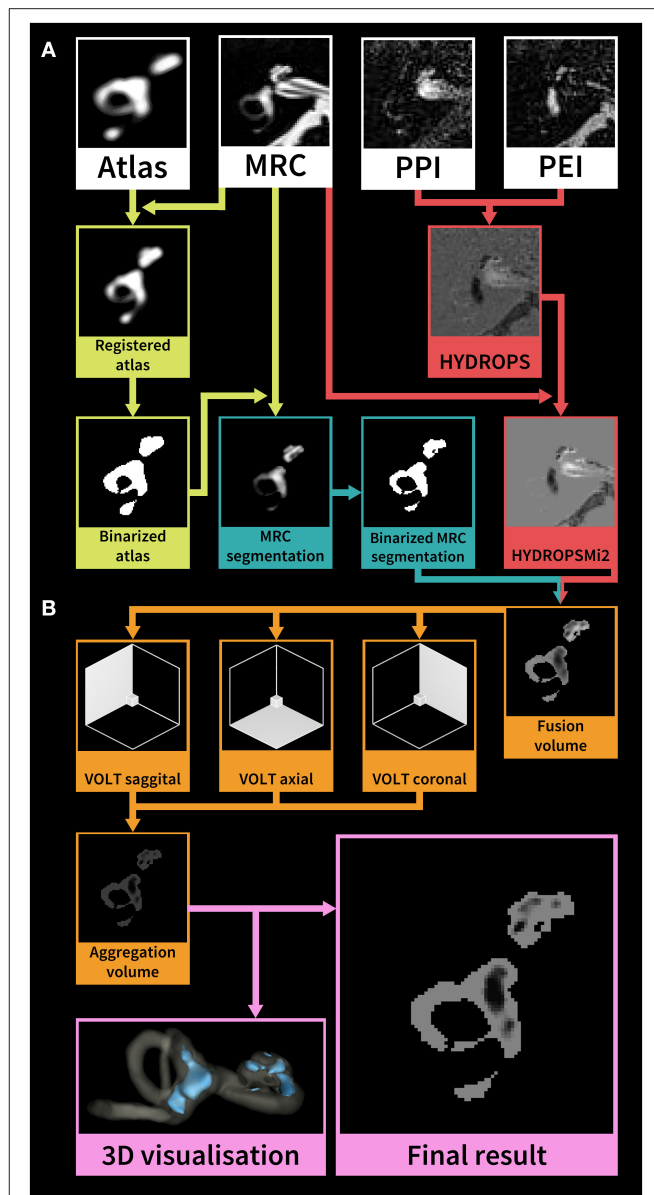 A
Atlas
MRC
PPI
PEI
Registered
atlas
HYDROPS
Binarized
atlas
MRC
segmentation
Binarized MRC
segmentation
HYDROPSMi2
B
VOLT saggital
VOLT axial
VOLT coronal
Fusion
volume
Aggregation
volume
3D visualisation
Final result